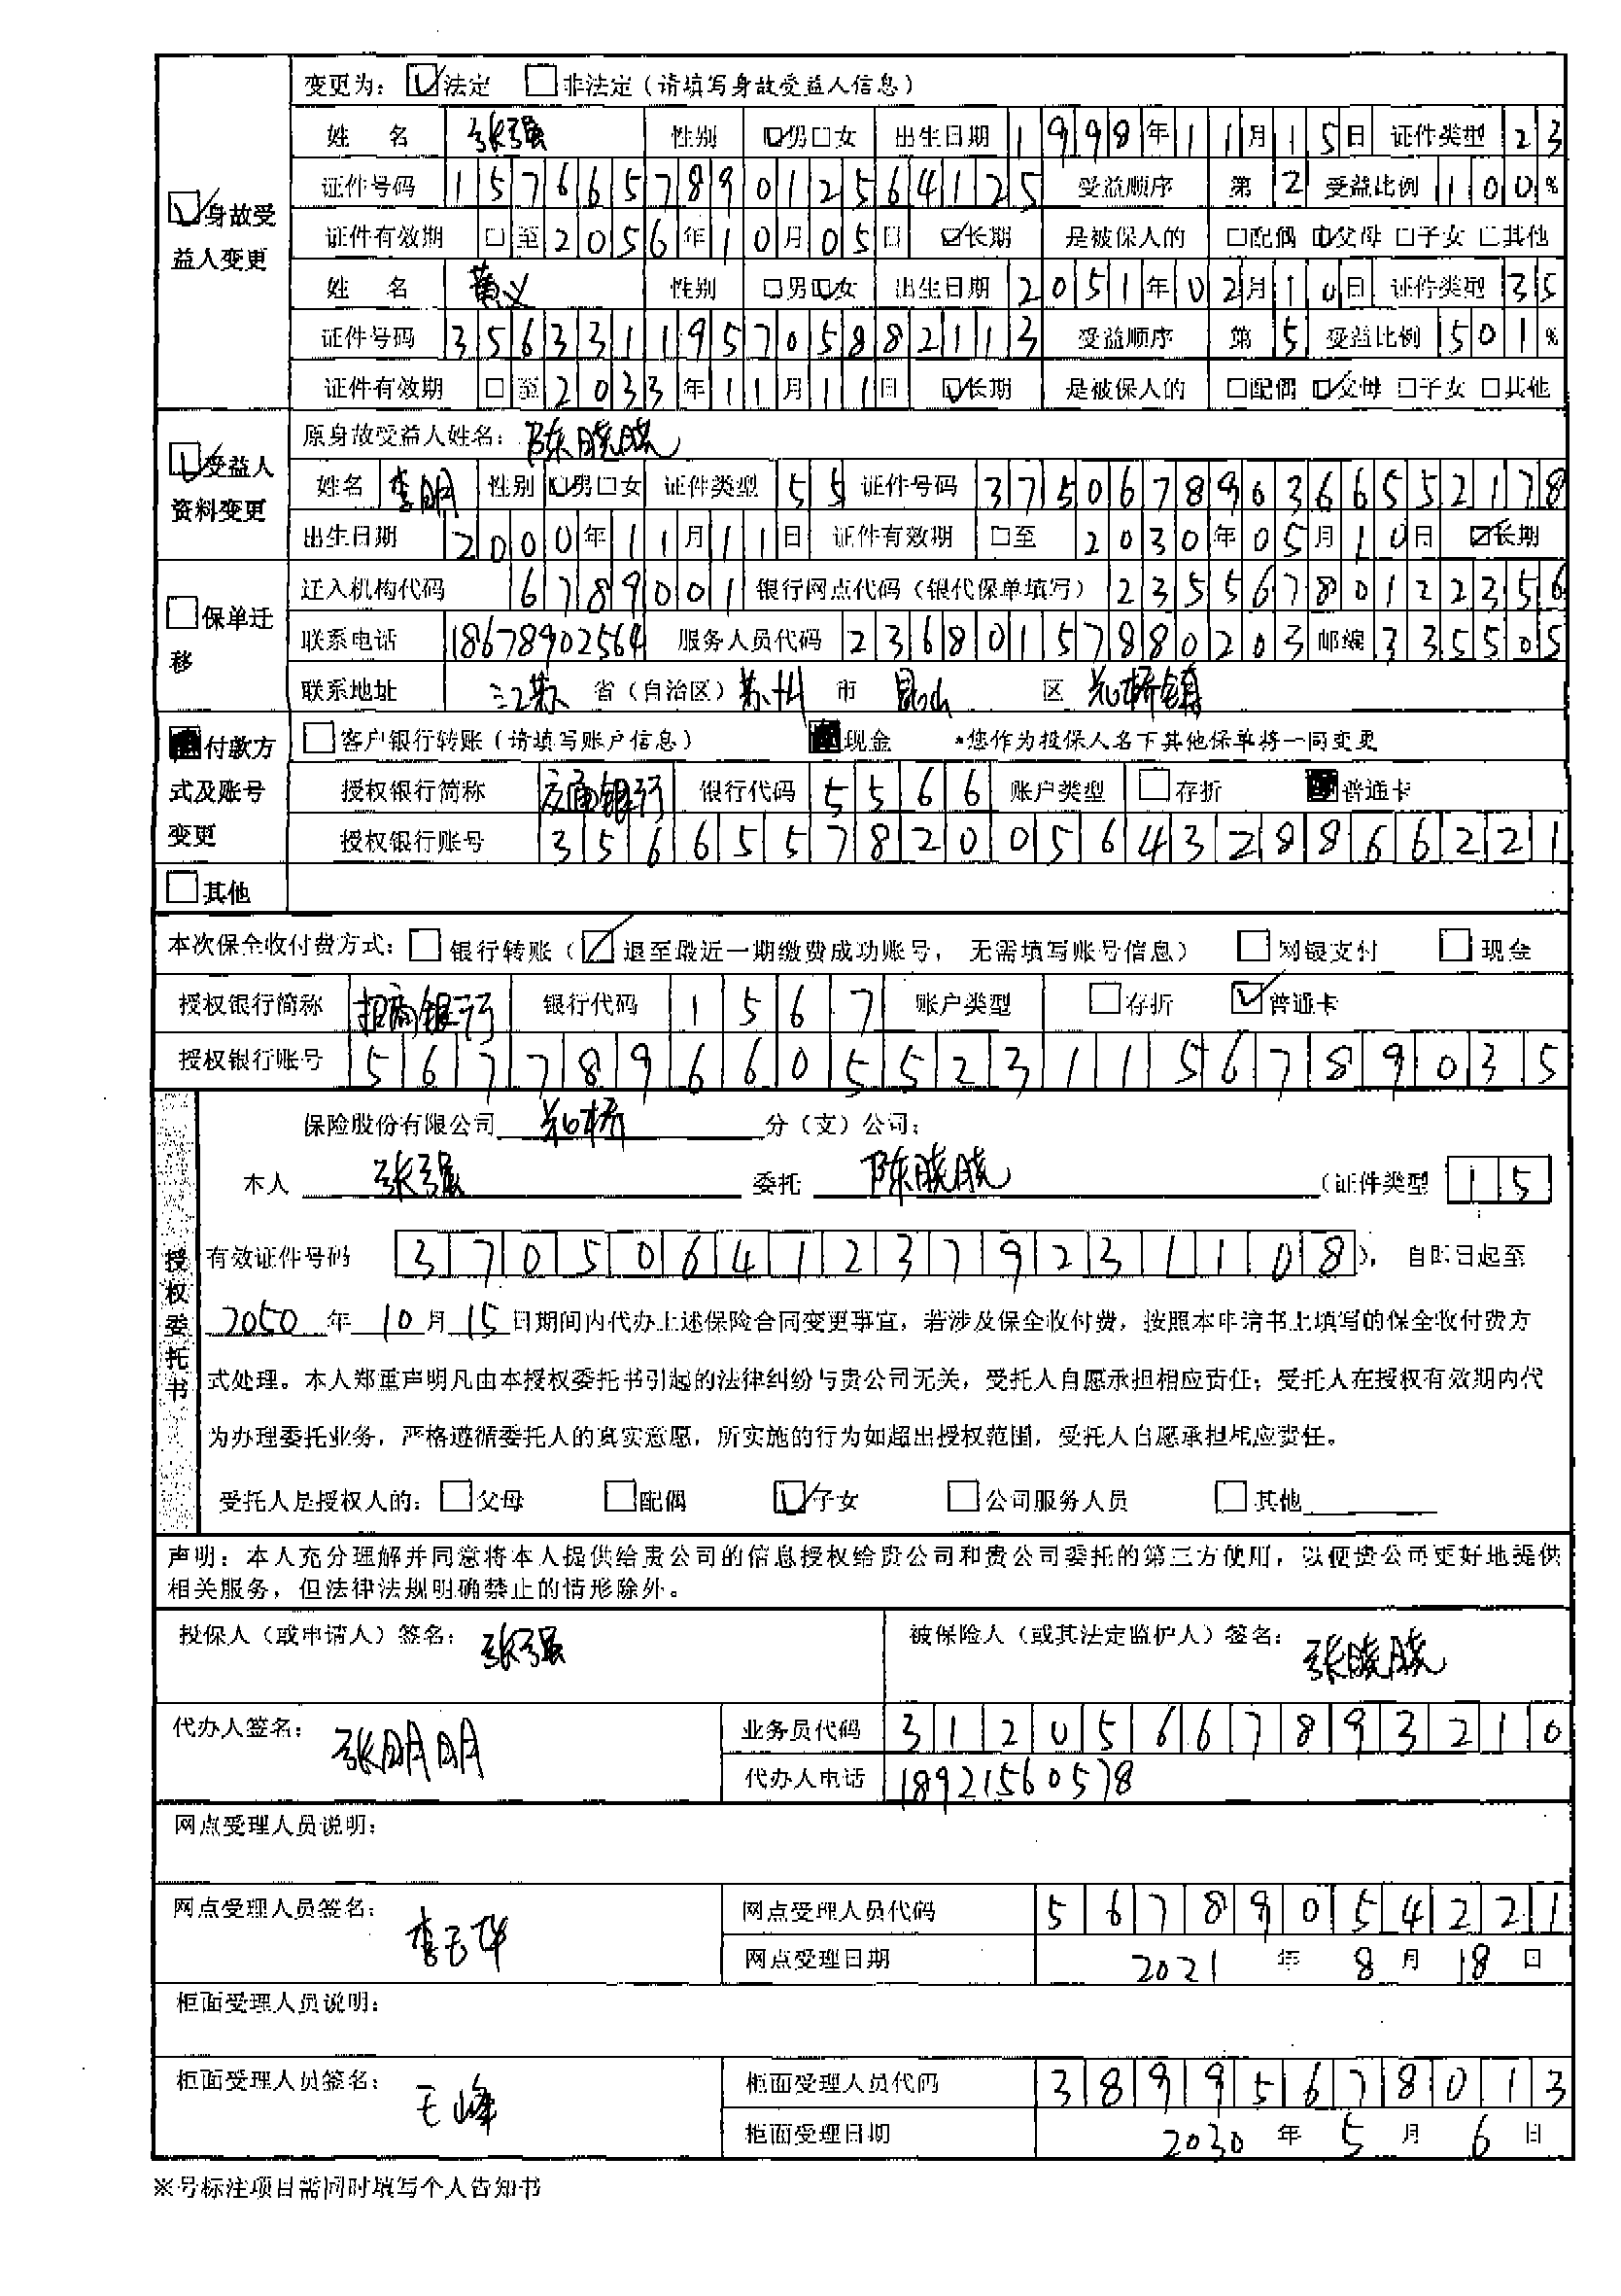 变更为：☑法定 □非法定（请填写身故受益人信息）
姓 名 张强 性别 ☑男□女 出生日期 1998年11月15日 证件类型 23
☑身故受益人变更
证件号码 157665789012564125 受益顺序 第2 受益比例 100%
证件有效期 □至2056年10月05日 ☑长期 是被保人的 □配偶 ☑父母 □子女 □其他
姓 名 黄义 性别 □男☑女 出生日期 2051年02月10日 证件类型 35
证件号码 356331195705882113 受益顺序 第5 受益比例 501%
证件有效期 □至2033年11月11日 ☑长期 是被保人的 □配偶 ☑父母 □子女 □其他
☑受益人资料变更
原身故受益人姓名：陈晓晓
姓名 李明 性别 ☑男□女 证件类型 55 证件号码 375067890366552178
出生日期 2000年11月11日 证件有效期 □至 2030年05月10日 ☑长期
□保单迁移
迁入机构代码 6789001 银行网点代码（银代保单填写） 23556780122356
联系电话 18678902564 服务人员代码 23680157880203 邮编 335505
联系地址 江苏 省（自治区） 苏州 市 昆山 区 花桥镇
■付款方式及账号变更
□客户银行转账（请填写账户信息） ■现金 *您作为投保人名下其他保单将一同变更
授权银行简称 交通银行 银行代码 5566 账户类型 □存折 ■普通卡
授权银行账号 35665578200564328866221
□其他
本次保全收付费方式：□银行转账（☑退至最近一期缴费成功账号， 无需填写账号信息） □网银支付 □现金
授权银行简称 招商银行 银行代码 1567 账户类型 □存折 ☑普通卡
授权银行账号 56778966055231156789035
授权委托书
保险股份有限公司 花桥 分（支）公司：
本人 张强 委托 陈晓晓 （证件类型 15
有效证件号码 370506412379231108）， 自即日起至
2050 年 10 月 15 日期间内代办上述保险合同变更事宜，若涉及保全收付费，按照本申请书上填写的保全收付费方
式处理。本人郑重声明凡由本授权委托书引起的法律纠纷与贵公司无关，受托人自愿承担相应责任；受托人在授权有效期内代
为办理委托业务，严格遵循委托人的真实意愿，所实施的行为如超出授权范围，受托人自愿承担相应责任。
受托人是授权人的：□父母 □配偶 ☑子女 □公司服务人员 □其他
声明：本人充分理解并同意将本人提供给贵公司的信息授权给贵公司和贵公司委托的第三方使用，以便贵公司更好地提供
相关服务，但法律法规明确禁止的情形除外。
投保人（或申请人）签名：张强 被保险人（或其法定监护人）签名：张晓晓
代办人签名：张明明 业务员代码 31205667893210
代办人电话 18921560578
网点受理人员说明：
网点受理人员签名：李玉华 网点受理人员代码 56789054221
网点受理日期 2021 年 8 月 18 日
柜面受理人员说明：
柜面受理人员签名：王峰 柜面受理人员代码 38995678013
柜面受理日期 2030 年 5 月 6 日
※号标注项目需同时填写个人告知书